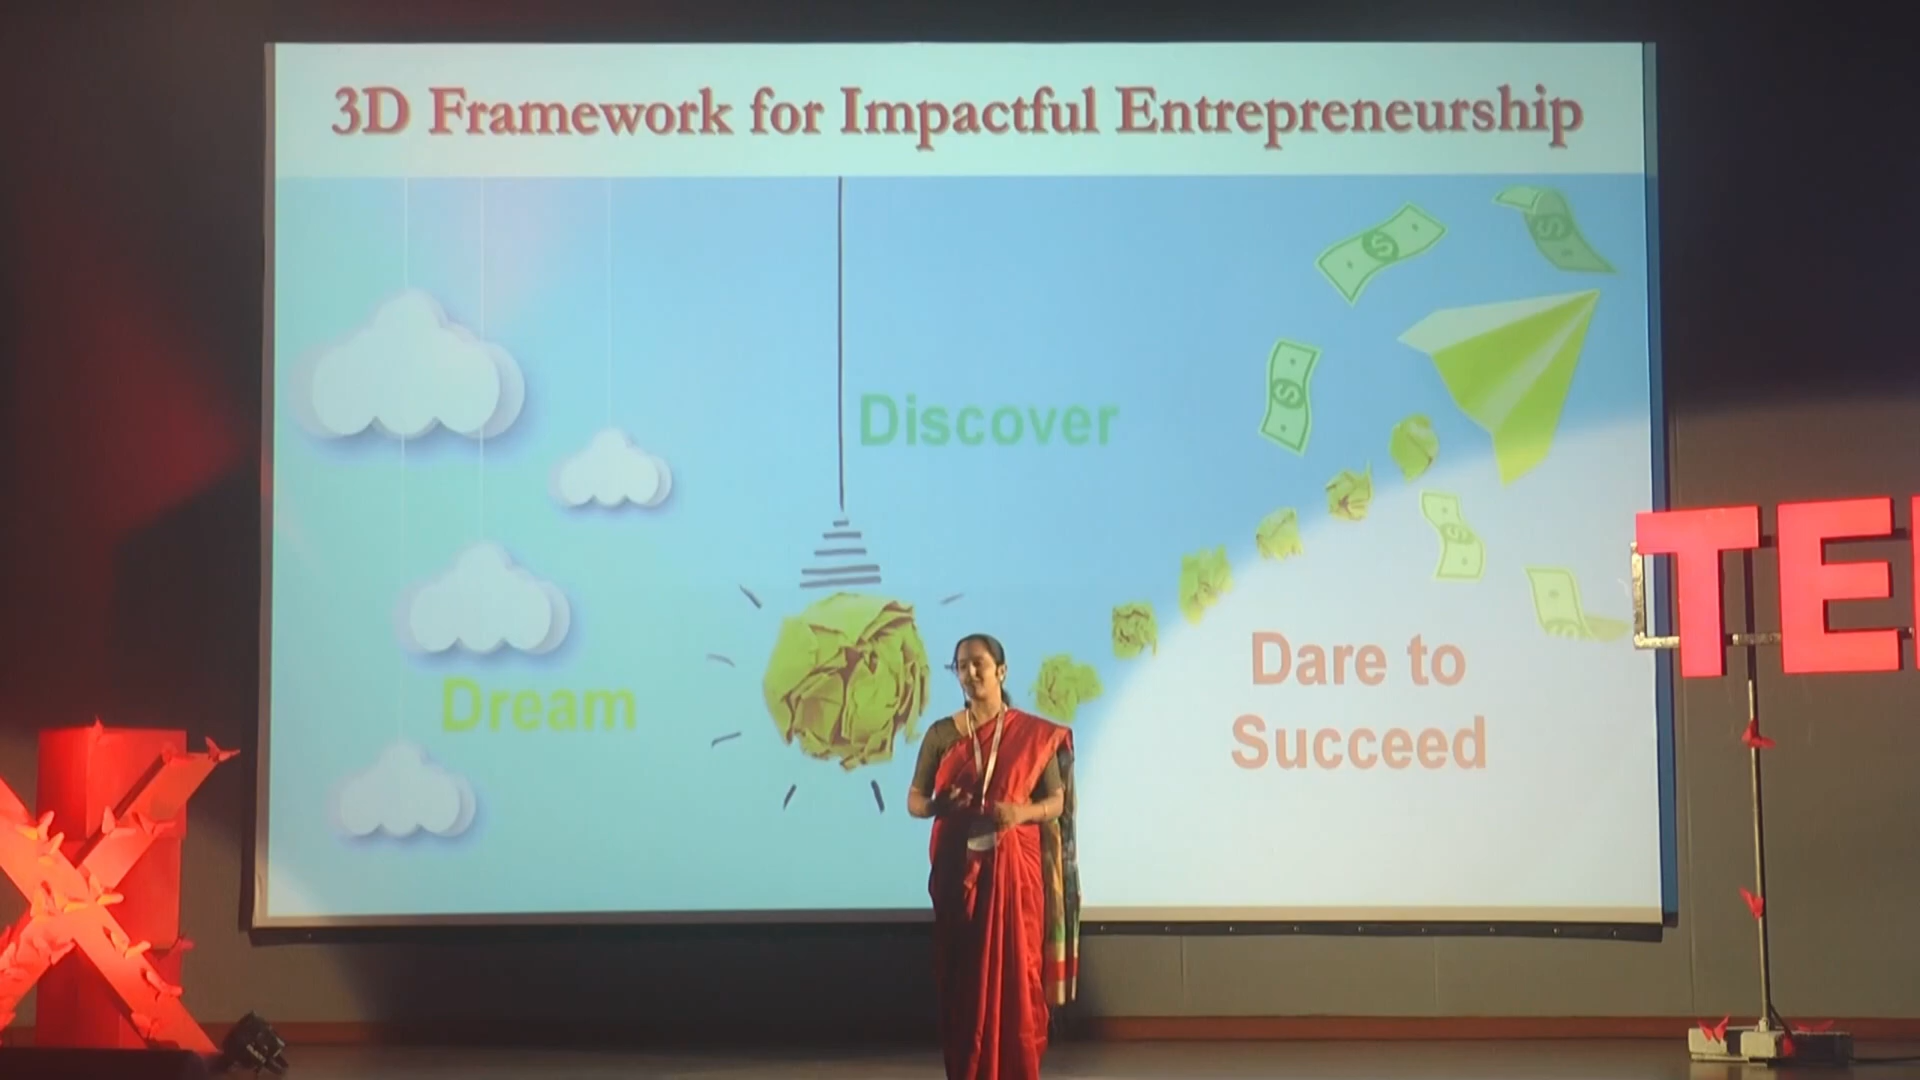 3D Framework for Impactful Entrepreneurship
Discover
Dream
Dare to
Succeed
TE
X